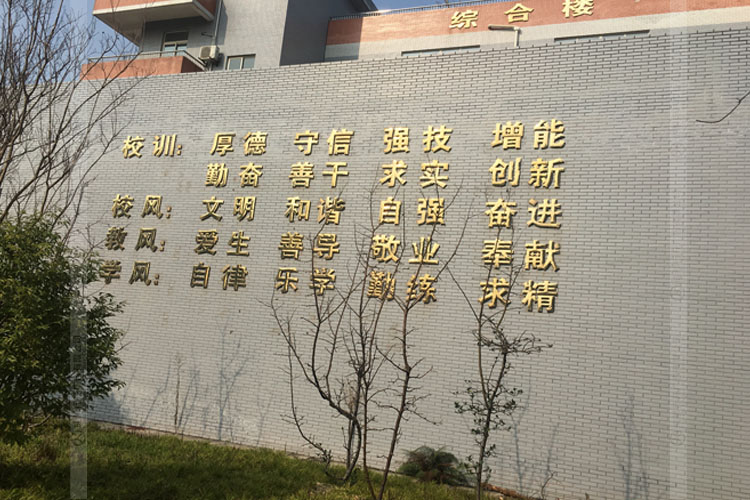 综合楼
校训: 厚德 守信 强技 增能
勤奋 善干 求实 创新
校风: 文明 和谐 自强 奋进
教风: 爱生 善导 敬业 奉献
学风: 自律 乐学 勤练 求精